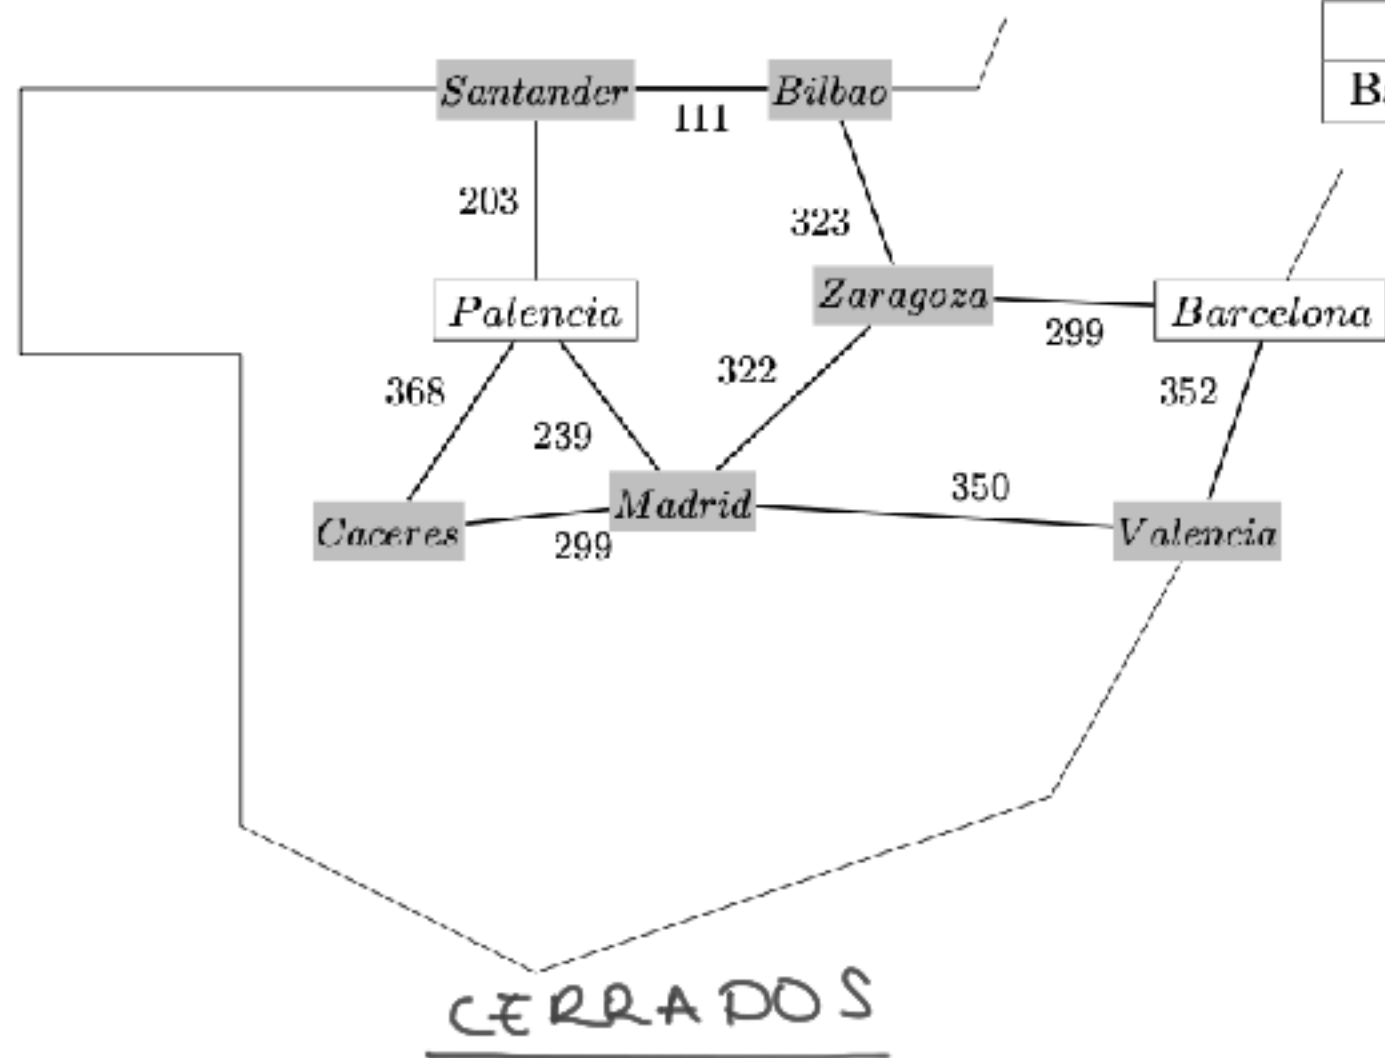 Santander
Bilbao
111
B
203
323
Palencia
Zaragoza
Barcelona
299
368
322
352
239
350
Caceres
Madrid
Valencia
299
CERRADOS